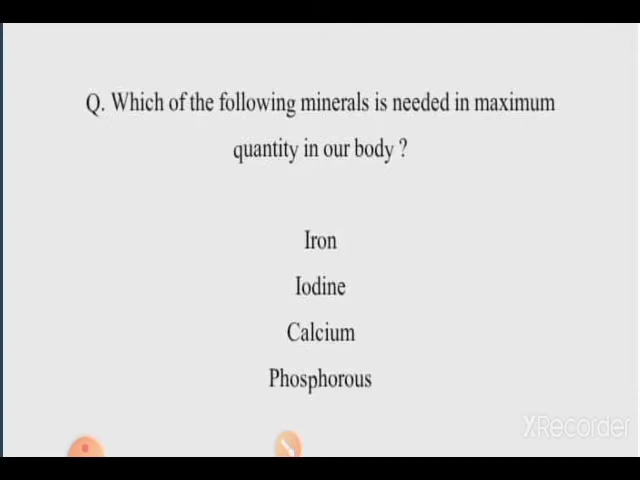 Q. Which of the following minerals is needed in maximum
quantity in our body ?
Iron
Iodine
Calcium
Phosphorous
XRecorder